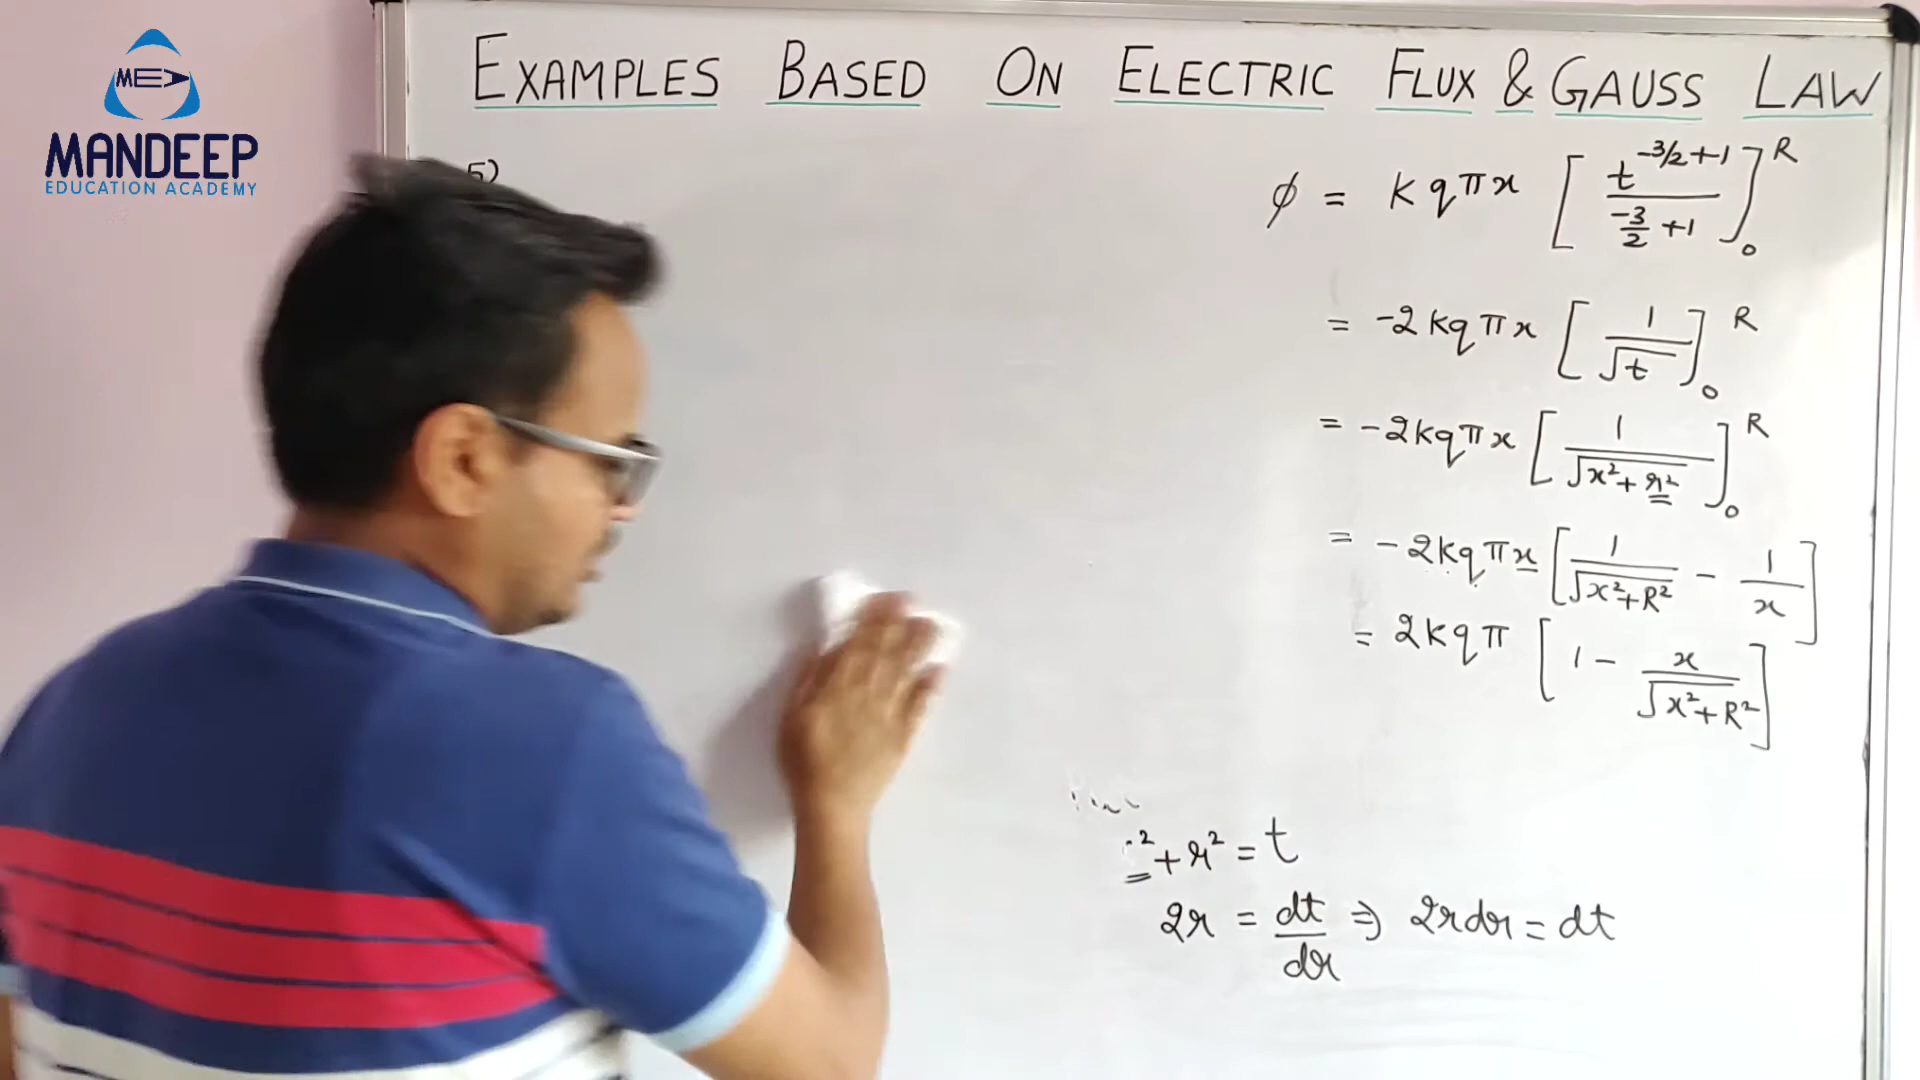 MEA
MANDEEP
EDUCATION ACADEMY
EXAMPLES BASED ON ELECTRIC FLUX & GAUSS LAW
5)
ϕ = Kqπx [t^(-3/2+1) / (-3/2 +1)]₀^R
= -2Kqπx [1/√t]₀^R
= -2Kqπx [1/√(x²+r²)]₀^R
= -2Kqπx [1/√(x²+R²) - 1/x]
= 2Kqπ [1 - x/√(x²+R²)]
²+r² = t
2r = dt/dr ⇒ 2rdr = dt